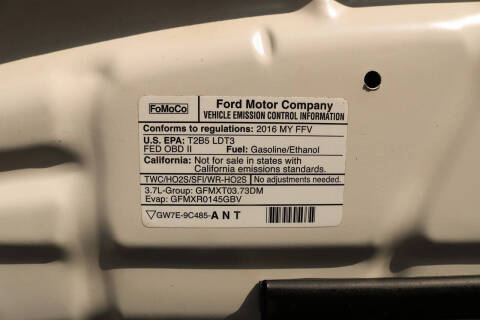 FoMoCo
Ford Motor Company
VEHICLE EMISSION CONTROL INFORMATION
Conforms to regulations: 2016 MY FFV
U.S. EPA: T2B5 LDT3
FED OBD II Fuel: Gasoline/Ethanol
California: Not for sale in states with
California emissions standards.
TWC/HO2S/SFI/WR-HO2S No adjustments needed.
3.7L-Group: GFMXT03.73DM
Evap: GFMXR0145GBV
GW7E-9C485-ANT